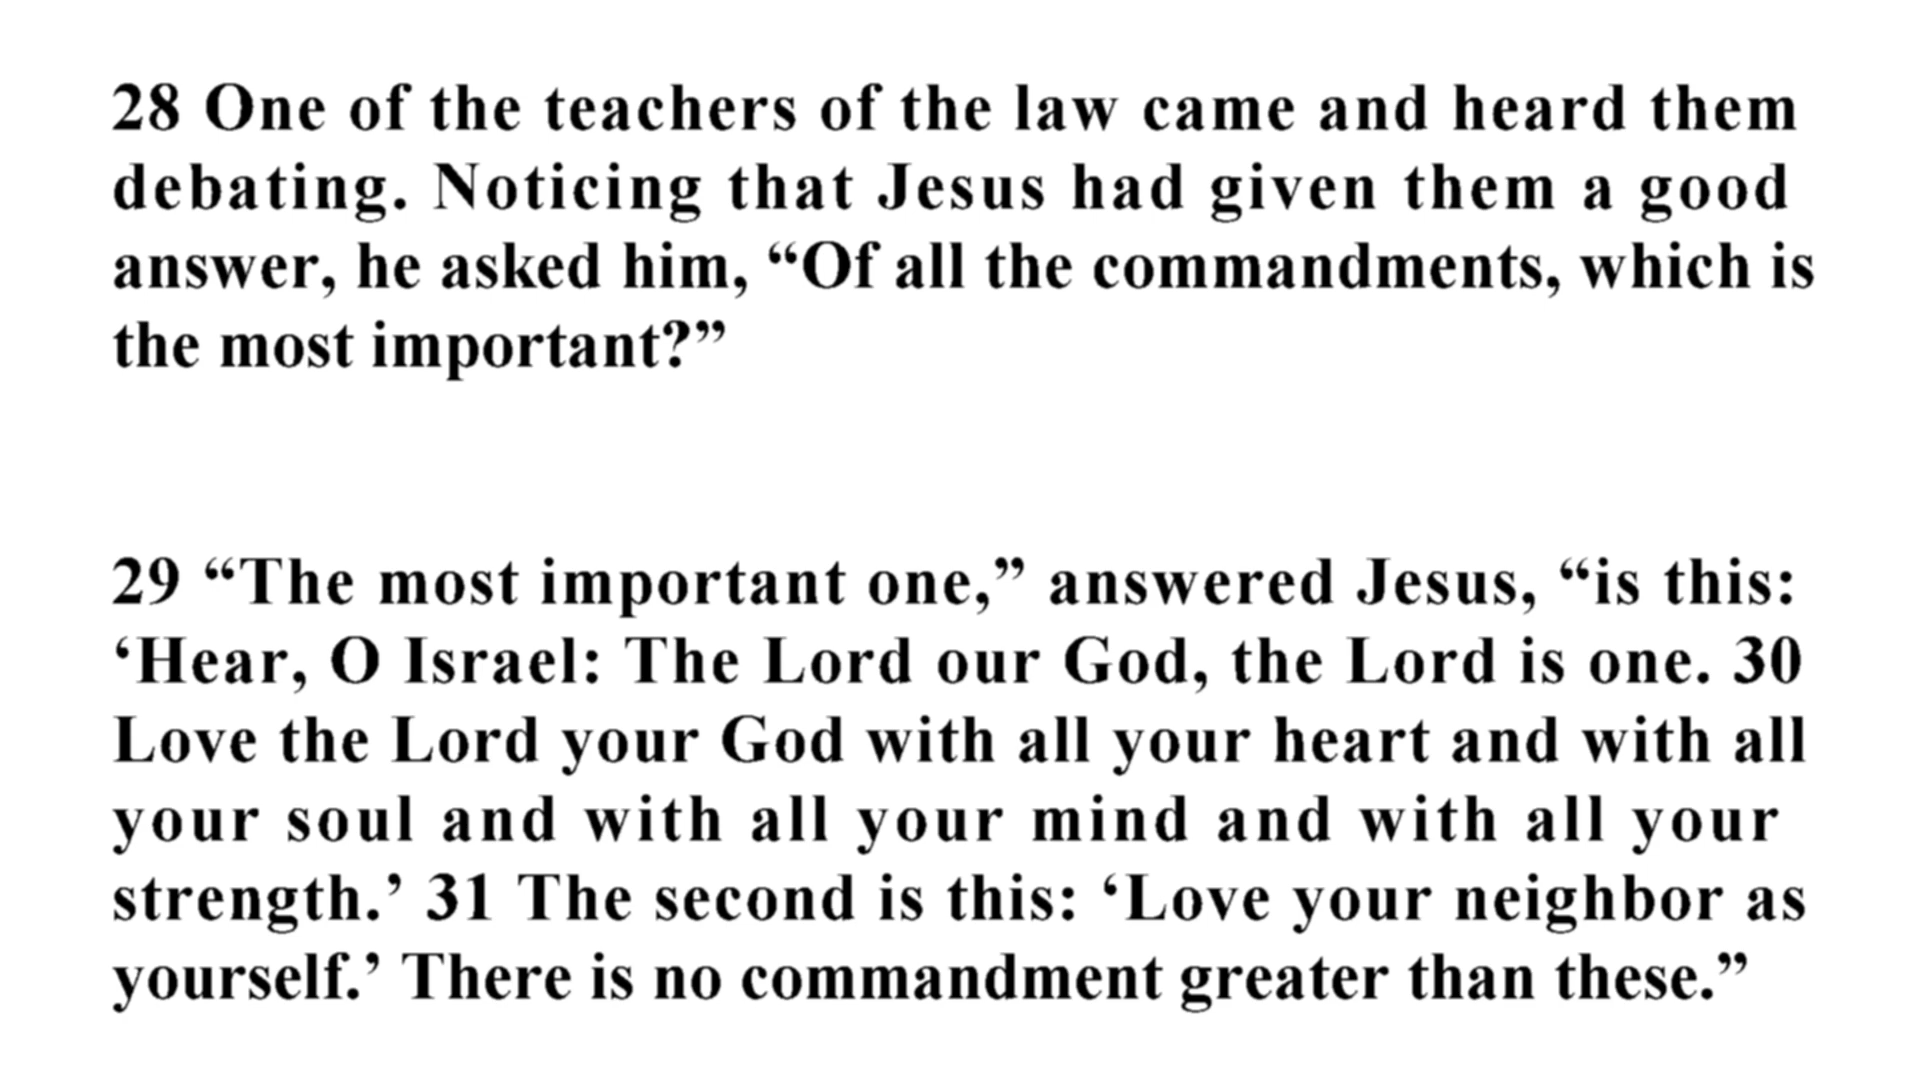 28 One of the teachers of the law came and heard them
debating. Noticing that Jesus had given them a good
answer, he asked him, “Of all the commandments, which is
the most important?”
29 “The most important one,” answered Jesus, “is this:
‘Hear, O Israel: The Lord our God, the Lord is one. 30
Love the Lord your God with all your heart and with all
your soul and with all your mind and with all your
strength.’ 31 The second is this: ‘Love your neighbor as
yourself.’ There is no commandment greater than these.”